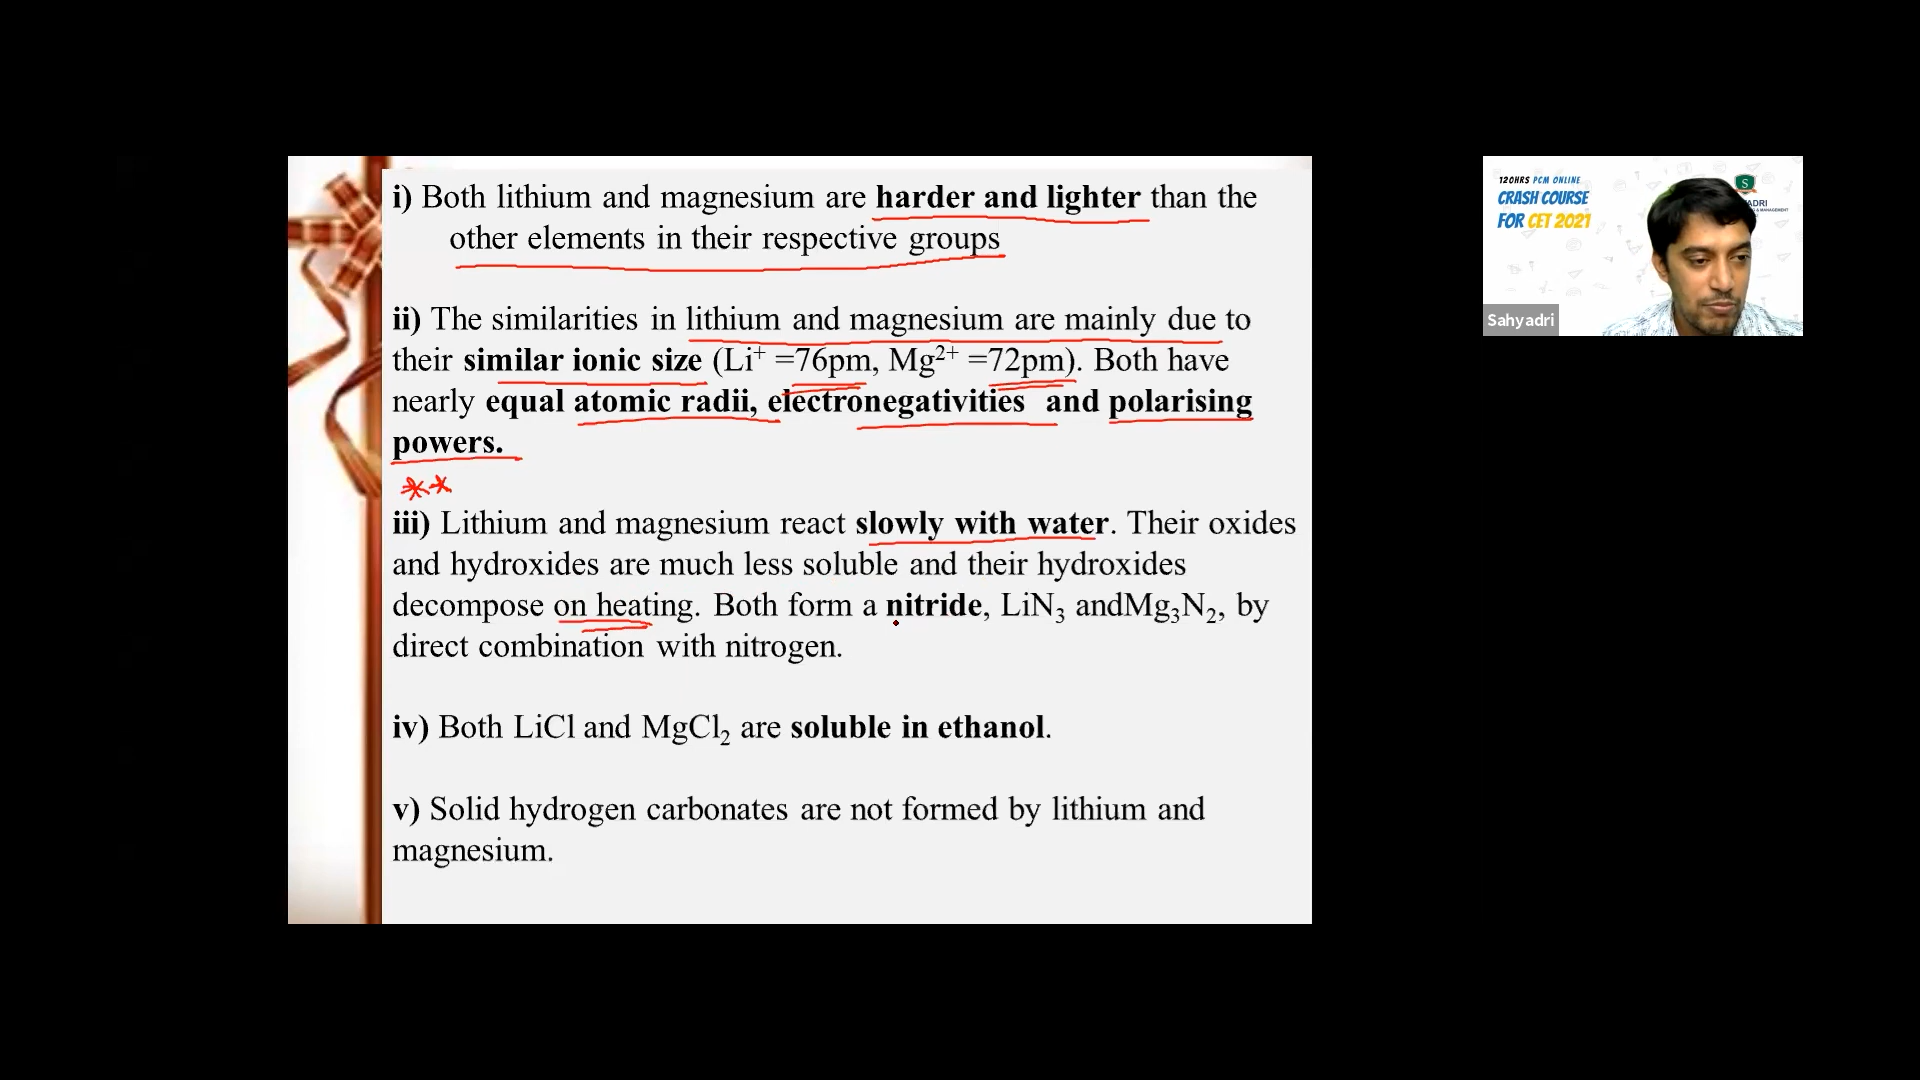 i) Both lithium and magnesium are harder and lighter than the
other elements in their respective groups
ii) The similarities in lithium and magnesium are mainly due to
their similar ionic size (Li⁺ =76pm, Mg²⁺ =72pm). Both have
nearly equal atomic radii, electronegativities and polarising
powers.
**
iii) Lithium and magnesium react slowly with water. Their oxides
and hydroxides are much less soluble and their hydroxides
decompose on heating. Both form a nitride, LiN₃ andMg₃N₂, by
direct combination with nitrogen.
iv) Both LiCl and MgCl₂ are soluble in ethanol.
v) Solid hydrogen carbonates are not formed by lithium and
magnesium.
120HRS PCM ONLINE
CRASH COURSE
FOR CET 2021
S
ADRI
& MANAGEMENT
Sahyadri